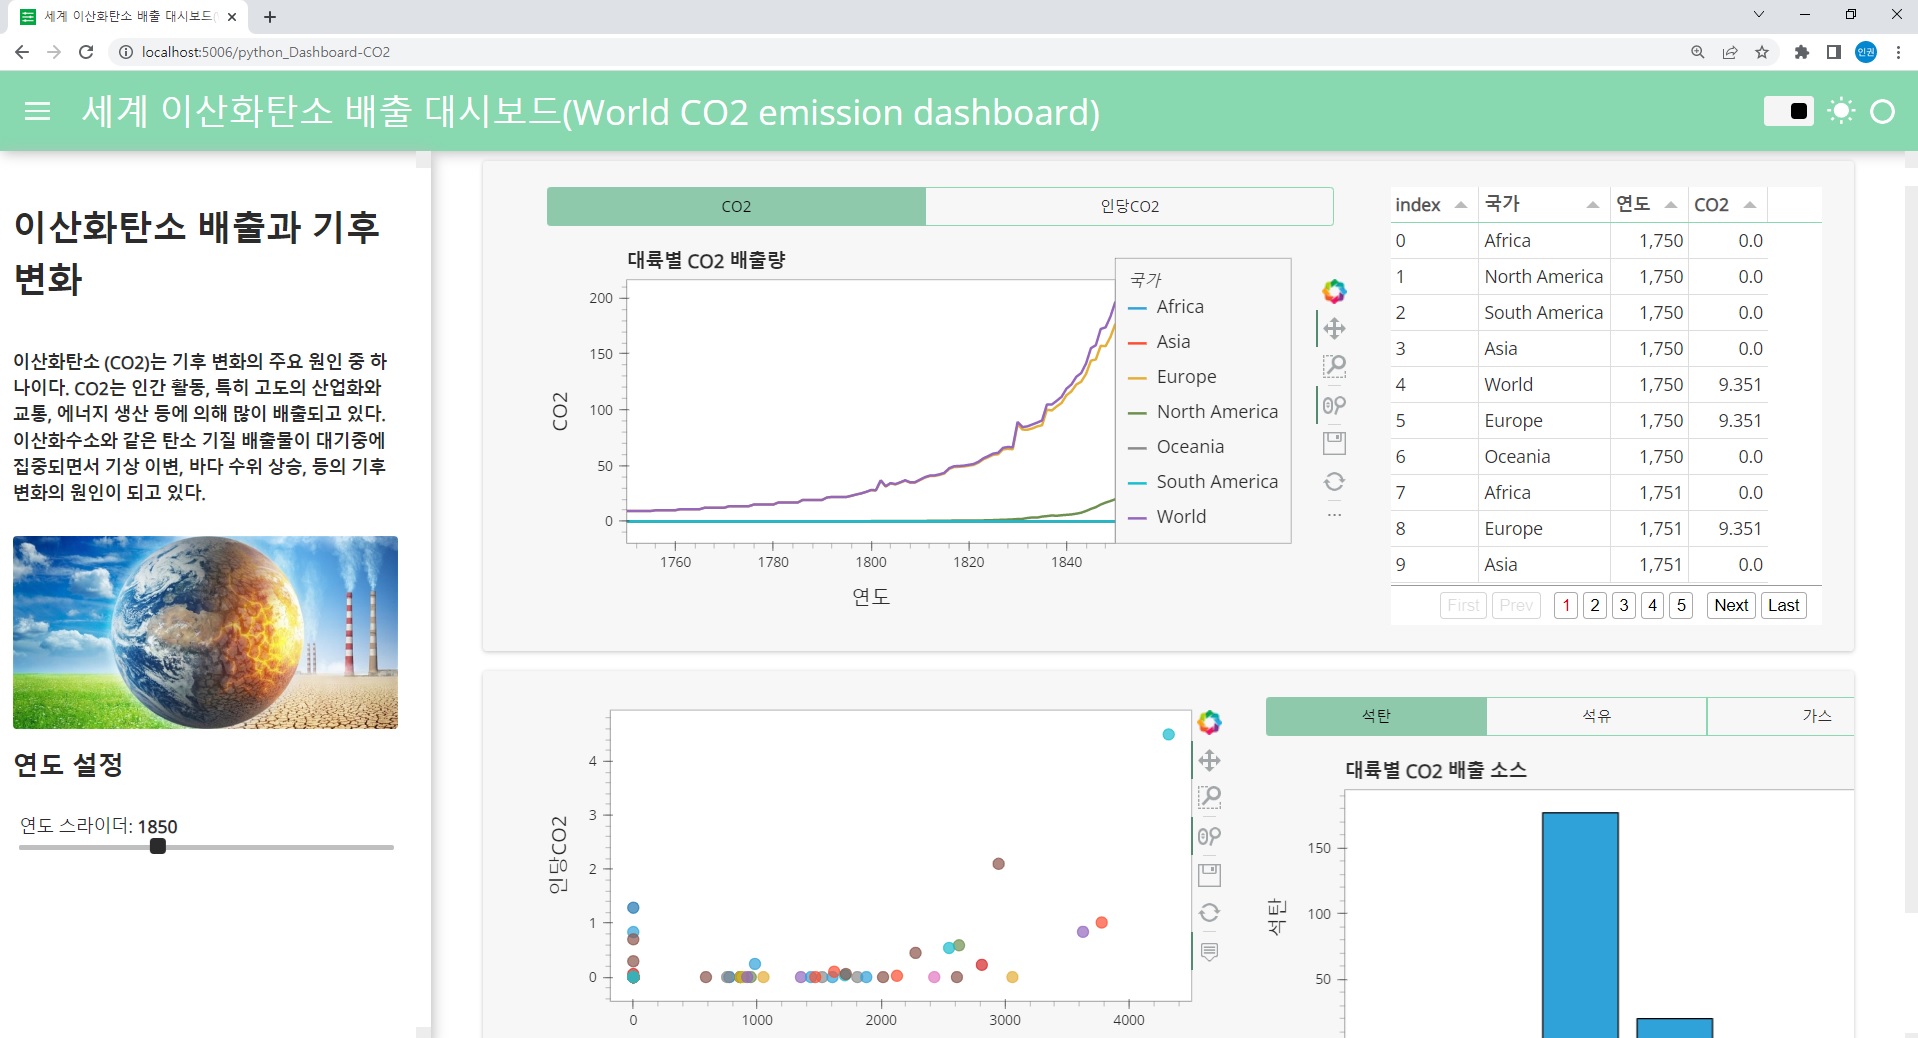 세계 이산화탄소 배출 대시보드(
localhost:5006/python_Dashboard-CO2
인권
세계 이산화탄소 배출 대시보드(World CO2 emission dashboard)
이산화탄소 배출과 기후
변화
이산화탄소 (CO2)는 기후 변화의 주요 원인 중 하
나이다. CO2는 인간 활동, 특히 고도의 산업화와
교통, 에너지 생산 등에 의해 많이 배출되고 있다.
이산화수소와 같은 탄소 기질 배출물이 대기중에
집중되면서 기상 이변, 바다 수위 상승, 등의 기후
변화의 원인이 되고 있다.
연도 설정
연도 스라이더: 1850
CO2 인당CO2
대륙별 CO2 배출량
CO2
200
150
100
50
0
1760 1780 1800 1820 1840
연도
국가
Africa
Asia
Europe
North America
Oceania
South America
World
index 국가 연도 CO2
0 Africa 1,750 0.0
1 North America 1,750 0.0
2 South America 1,750 0.0
3 Asia 1,750 0.0
4 World 1,750 9.351
5 Europe 1,750 9.351
6 Oceania 1,750 0.0
7 Africa 1,751 0.0
8 Europe 1,751 9.351
9 Asia 1,751 0.0
First Prev 1 2 3 4 5 Next Last
인당CO2
4
3
2
1
0
0 1000 2000 3000 4000
석탄 석유 가스
대륙별 CO2 배출 소스
석탄
150
100
50